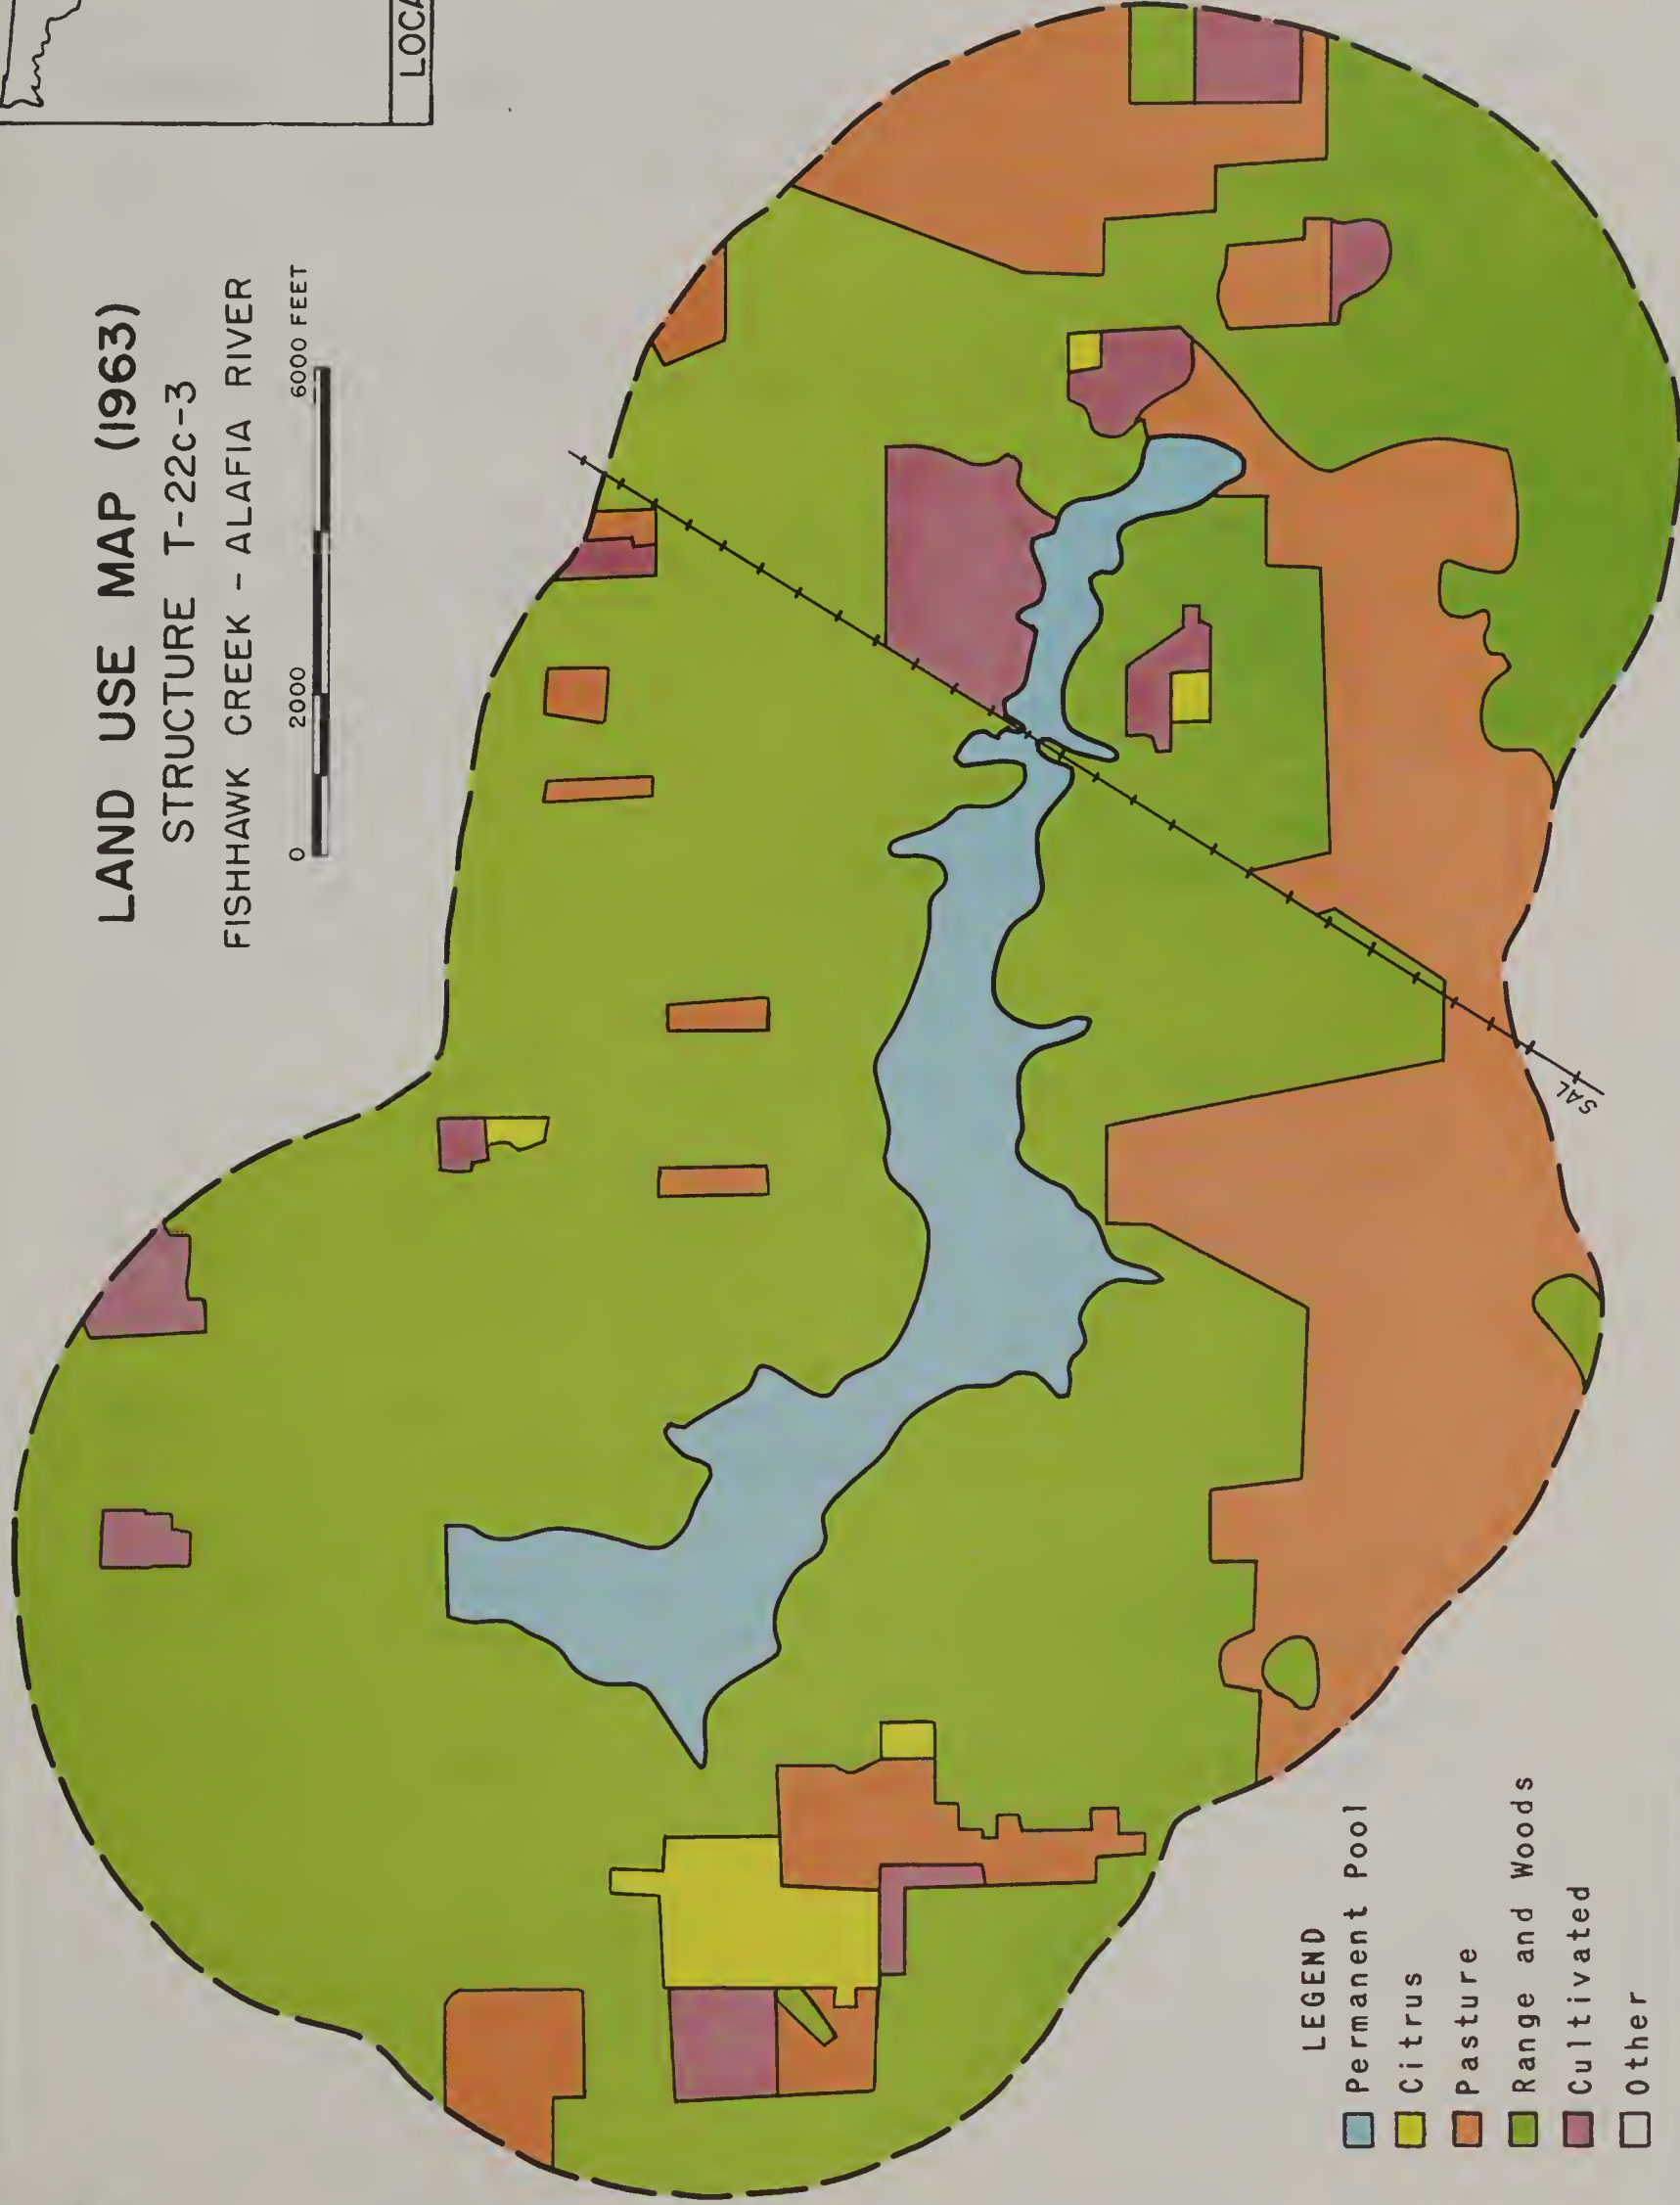 LAND USE MAP (1963)
STRUCTURE T-22c-3
FISHHAWK CREEK - ALAFIA RIVER
0 2000 6000 FEET
LOCA
SAL
LEGEND
Permanent Pool
Citrus
Pasture
Range and Woods
Cultivated
Other